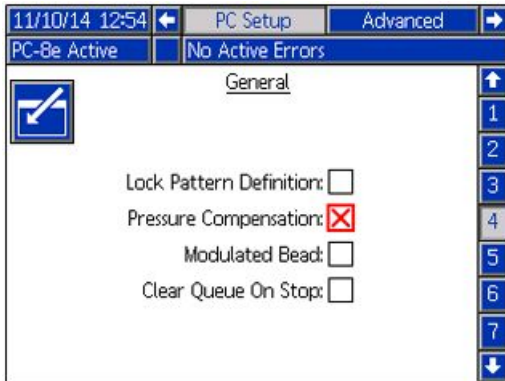 11/10/14 12:54 PC Setup Advanced
PC-8e Active No Active Errors
General
1
2
Lock Pattern Definition:
3
Pressure Compensation:
4
Modulated Bead:
5
Clear Queue On Stop:
6
7